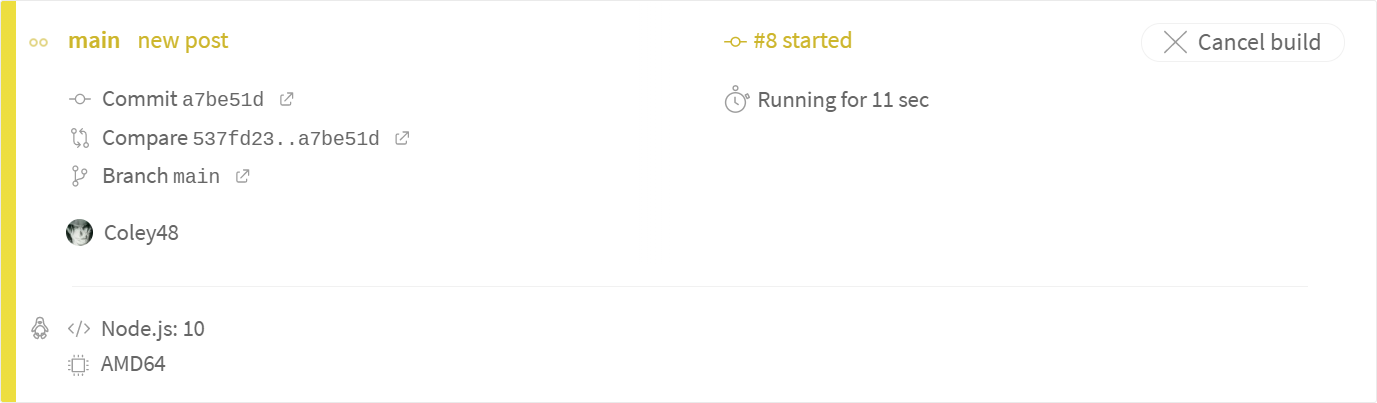 main new post
#8 started
Cancel build
Commit a7be51d
Running for 11 sec
Compare 537fd23..a7be51d
Branch main
Coley48
Node.js: 10
AMD64